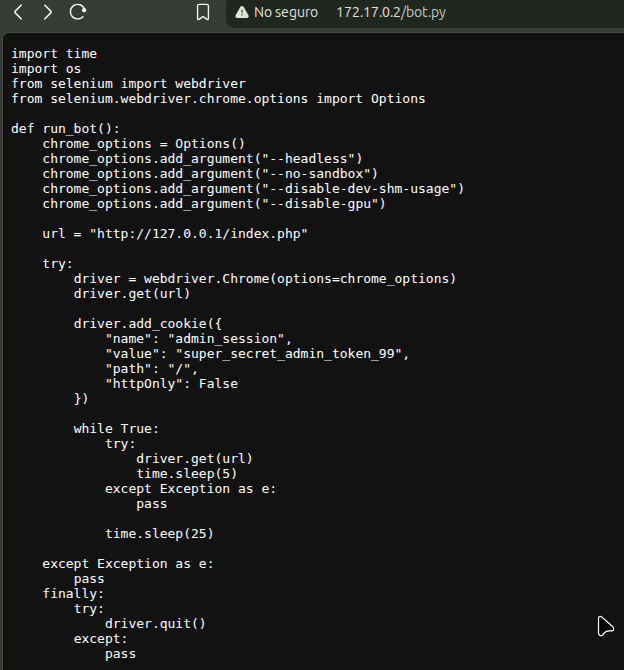 No seguro 172.17.0.2/bot.py
import time
import os
from selenium import webdriver
from selenium.webdriver.chrome.options import Options

def run_bot():
    chrome_options = Options()
    chrome_options.add_argument("--headless")
    chrome_options.add_argument("--no-sandbox")
    chrome_options.add_argument("--disable-dev-shm-usage")
    chrome_options.add_argument("--disable-gpu")

    url = "http://127.0.0.1/index.php"

    try:
        driver = webdriver.Chrome(options=chrome_options)
        driver.get(url)

        driver.add_cookie({
            "name": "admin_session",
            "value": "super_secret_admin_token_99",
            "path": "/",
            "httpOnly": False
        })

        while True:
            try:
                driver.get(url)
                time.sleep(5)
            except Exception as e:
                pass

            time.sleep(25)

    except Exception as e:
        pass
    finally:
        try:
            driver.quit()
        except:
            pass